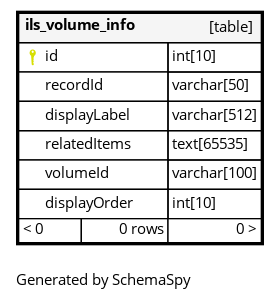 ils_volume_info [table]
id int[10]
recordId varchar[50]
displayLabel varchar[512]
relatedItems text[65535]
volumeId varchar[100]
displayOrder int[10]
< 0 0 rows 0 >
Generated by SchemaSpy